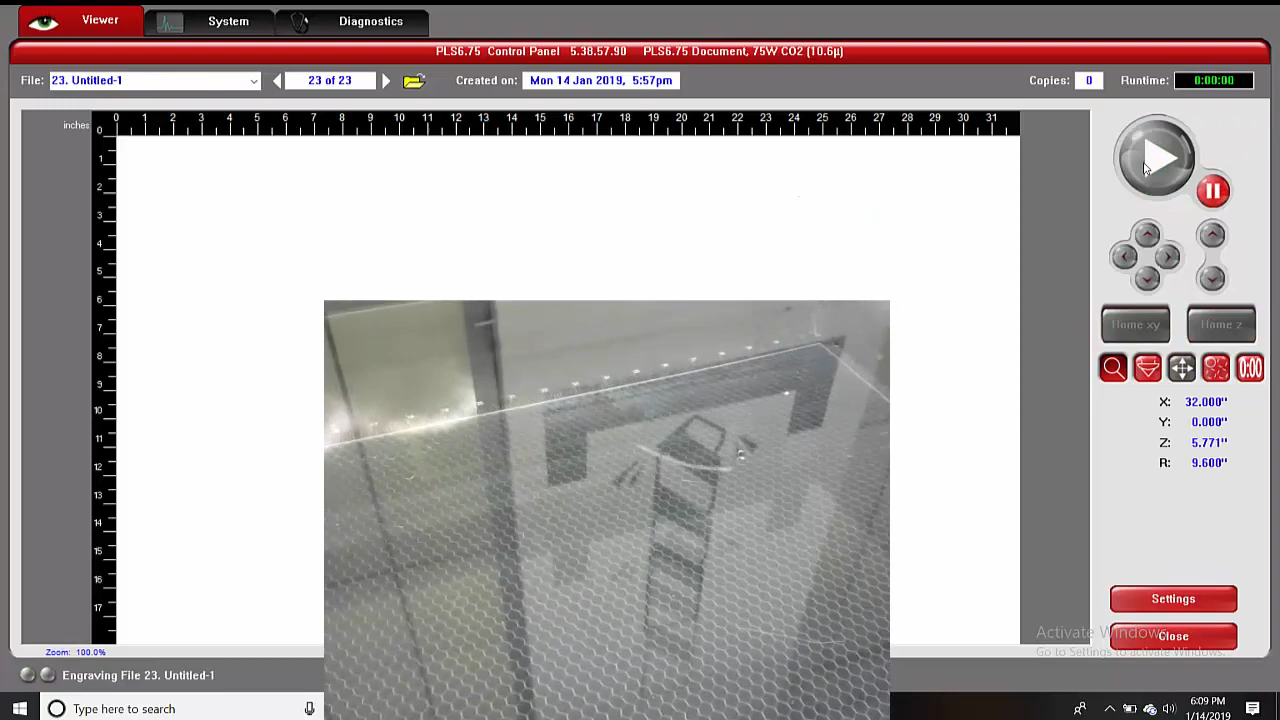 Viewer System Diagnostics
PLS6.75 Control Panel 5.38.57.90 PLS6.75 Document, 75W CO2 (10.6µ)
File: 23. Untitled-1 23 of 23 Created on: Mon 14 Jan 2019, 5:57pm Copies: 0 Runtime: 0:00:00
inches 0 1 2 3 4 5 6 7 8 9 10 11 12 13 14 15 16 17 18 19 20 21 22 23 24 25 26 27 28 29 30 31
0
1
2
3
4
5
6
7
8
9
10
11
12
13
14
15
16
17
Home xy Home z
0:00
X: 32.000"
Y: 0.000"
Z: 5.771"
R: 9.600"
Settings
Activate Windows
Close
Go to Settings to activate Windows.
Zoom: 100.0%
Engraving File 23. Untitled-1
Type here to search
6:09 PM
1/14/2019